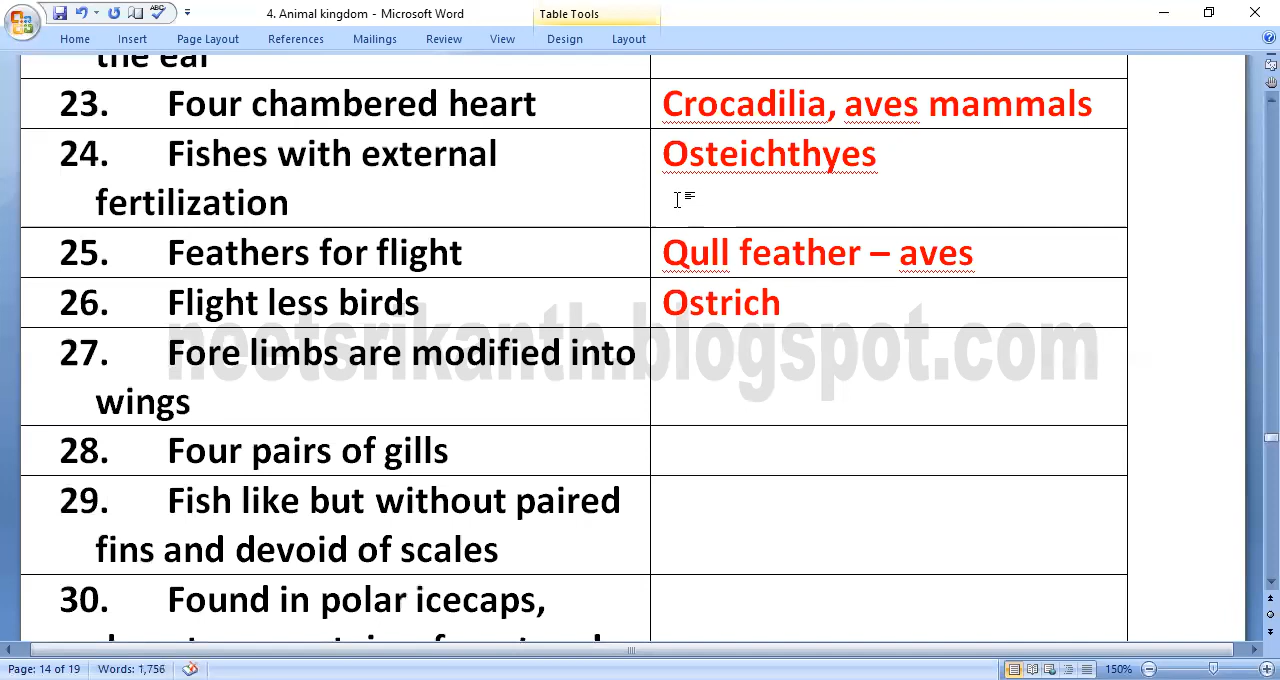 4. Animal kingdom - Microsoft Word
Table Tools
Home Insert Page Layout References Mailings Review View Design Layout
the ear
23. Four chambered heart
Crocadilia, aves mammals
24. Fishes with external
fertilization
Osteichthyes
25. Feathers for flight
Qull feather – aves
26. Flight less birds
Ostrich
neetsrikanth.blogspot.com
27. Fore limbs are modified into
wings
28. Four pairs of gills
29. Fish like but without paired
fins and devoid of scales
30. Found in polar icecaps,
Page: 14 of 19 Words: 1,756 150%